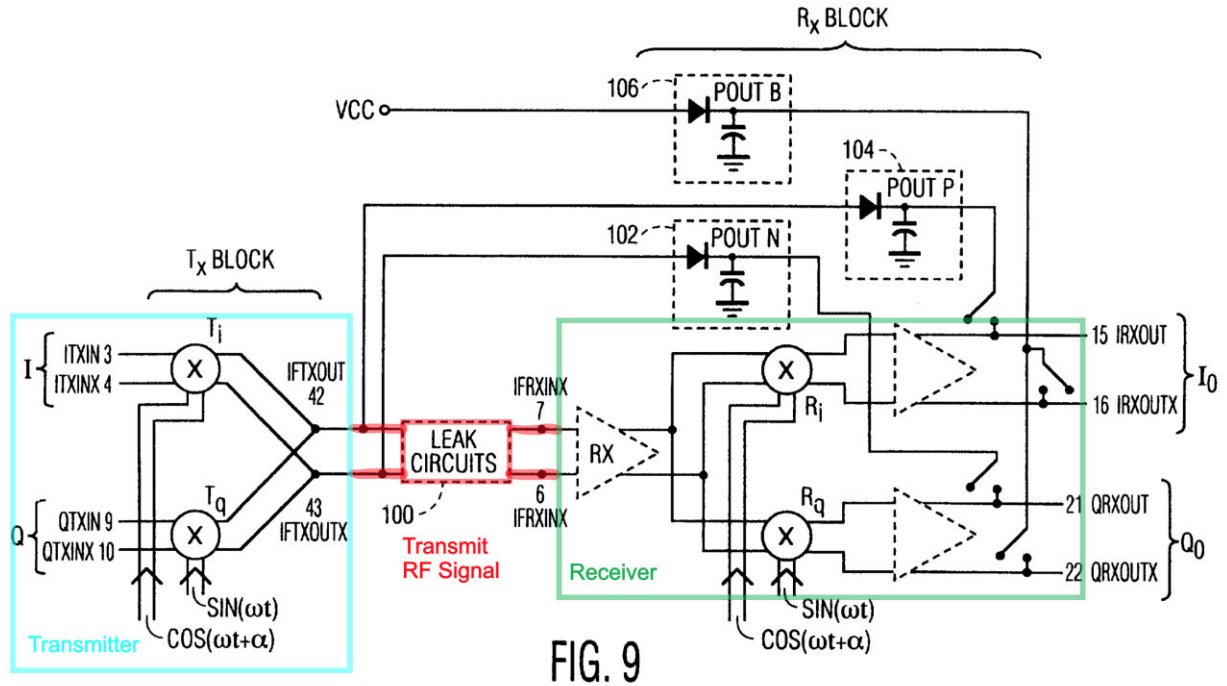 RX BLOCK
106
POUT B
VCC
104
POUT P
102
POUT N
TX BLOCK
Ti
I
ITXIN 3
ITXINX 4
X
IFTXOUT
42
IFRXINX
7
LEAK
CIRCUITS
100
6
IFRXINX
RX
X
Ri
15 IRXOUT
16 IRXOUTX
I0
Tq
Q
QTXIN 9
QTXINX 10
X
43
IFTXOUTX
Transmit
RF Signal
Rq
X
21 QRXOUT
22 QRXOUTX
Q0
Receiver
SIN(ωt)
COS(ωt+α)
Transmitter
SIN(ωt)
COS(ωt+α)
FIG. 9